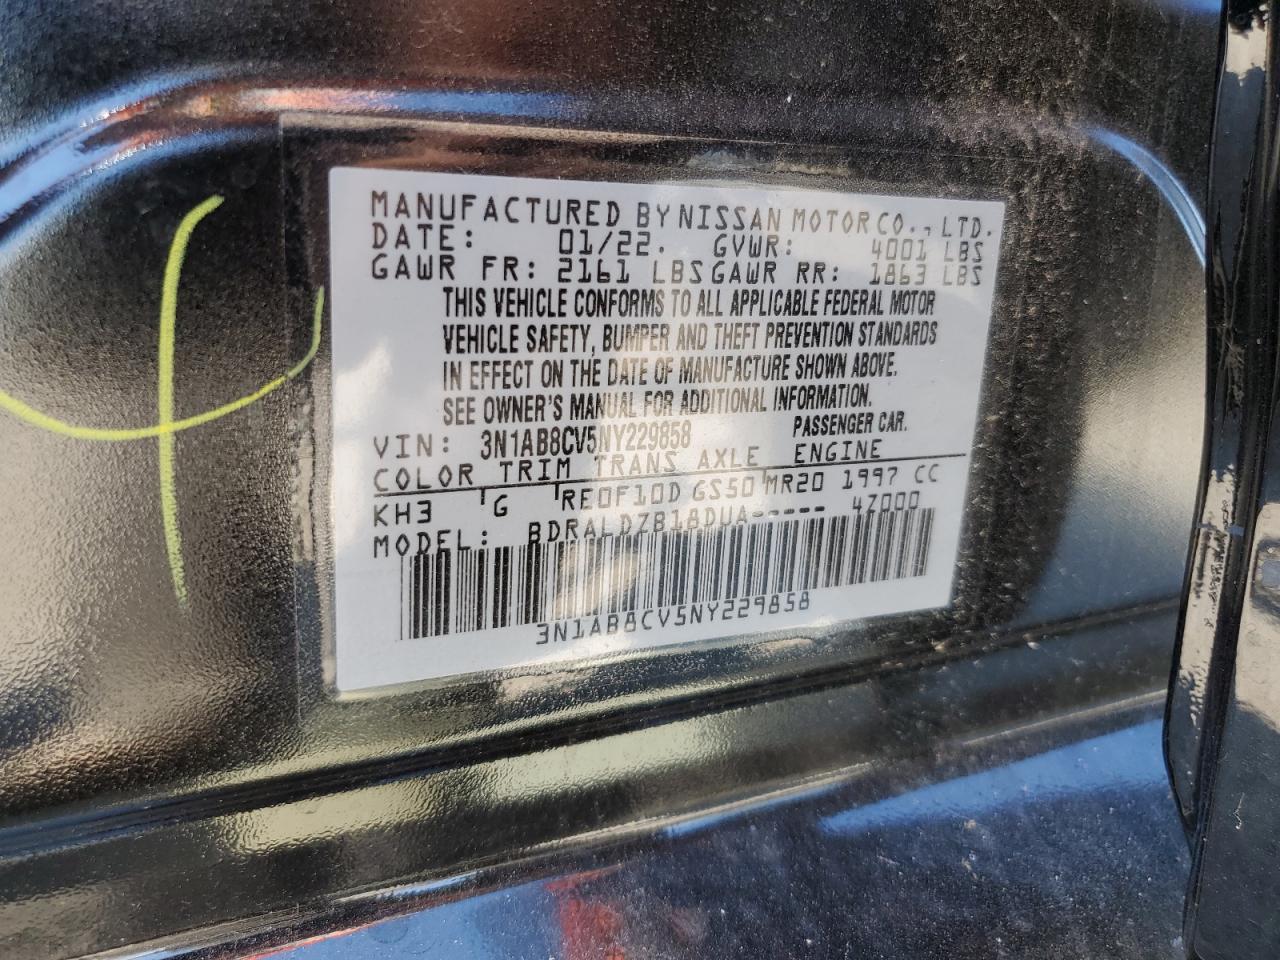 MANUFACTURED BY NISSAN MOTOR CO., LTD.
DATE: 01/22. GVWR: 4001 LBS
GAWR FR: 2161 LBS GAWR RR: 1863 LBS
THIS VEHICLE CONFORMS TO ALL APPLICABLE FEDERAL MOTOR
VEHICLE SAFETY, BUMPER AND THEFT PREVENTION STANDARDS
IN EFFECT ON THE DATE OF MANUFACTURE SHOWN ABOVE.
SEE OWNER'S MANUAL FOR ADDITIONAL INFORMATION.
VIN: 3N1AB8CV5NY229858 PASSENGER CAR.
COLOR TRIM TRANS AXLE ENGINE
KH3 G RE0F10D GS50 MR20 1997 CC
MODEL: BDRALDZB18DUA----- 4Z000
3N1AB8CV5NY229858